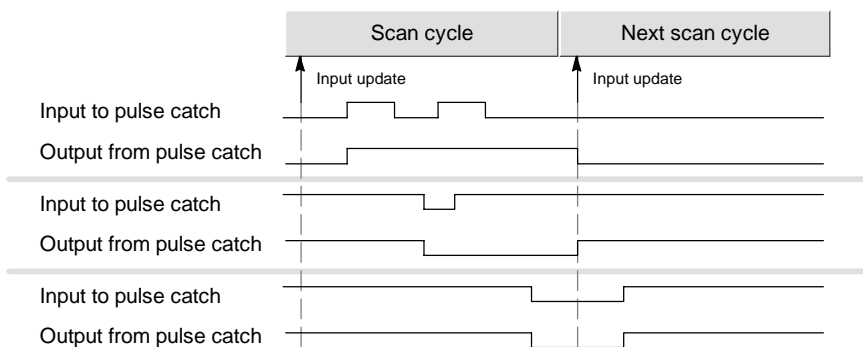 Scan cycle Next scan cycle
Input update Input update
Input to pulse catch
Output from pulse catch
Input to pulse catch
Output from pulse catch
Input to pulse catch
Output from pulse catch